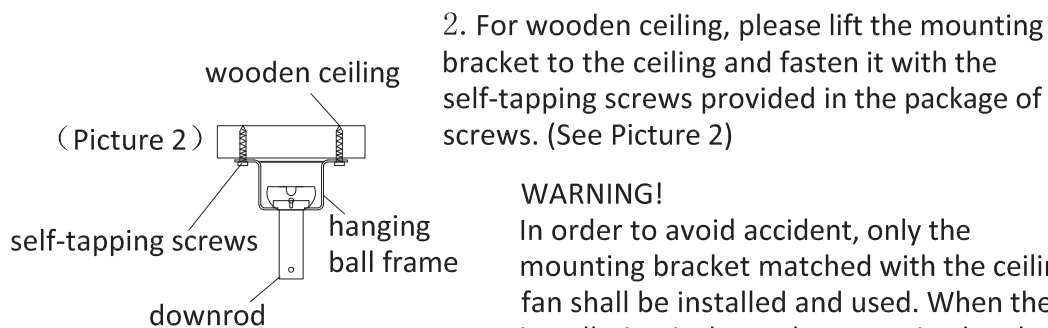 2. For wooden ceiling, please lift the mounting
bracket to the ceiling and fasten it with the
self-tapping screws provided in the package of
screws. (See Picture 2)
wooden ceiling
（Picture 2）
self-tapping screws
hanging
ball frame
downrod
WARNING!
In order to avoid accident, only the
mounting bracket matched with the
fan shall be installed and used. When the